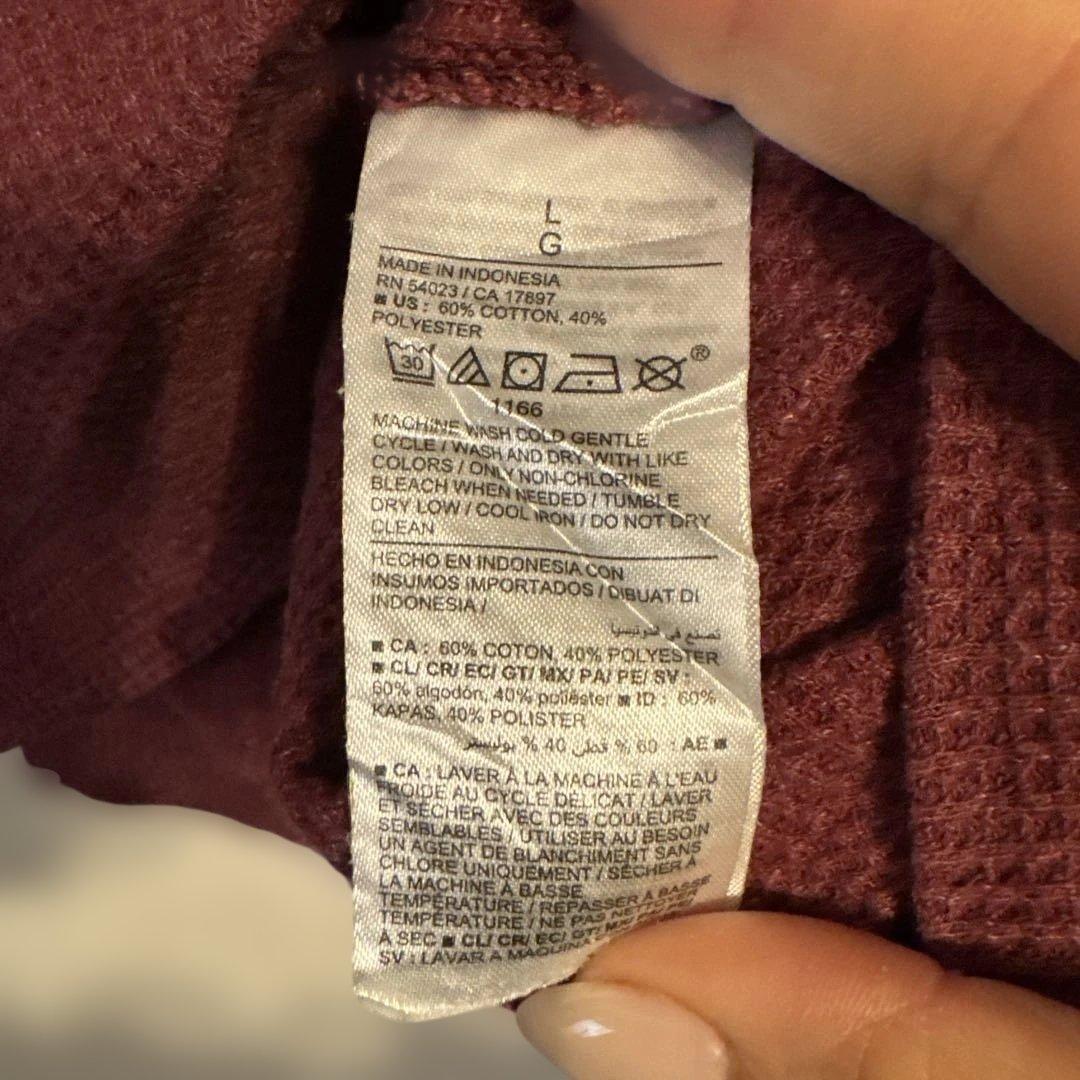 L
G
MADE IN INDONESIA
RN 54023 / CA 17897
■ US : 60% COTTON, 40%
POLYESTER
30 ®
1166
MACHINE WASH COLD GENTLE
CYCLE / WASH AND DRY WITH LIKE
COLORS / ONLY NON-CHLORINE
BLEACH WHEN NEEDED / TUMBLE
DRY LOW / COOL IRON / DO NOT DRY
CLEAN
HECHO EN INDONESIA CON
INSUMOS IMPORTADOS / DIBUAT DI
INDONESIA /
تصنع في اندونيسيا
■ CA : 60% COTON, 40% POLYESTER
■ CL/ CR/ EC/ GT/ MX/ PA/ PE/ SV :
60% algodón, 40% poliéster ■ ID : 60%
KAPAS, 40% POLISTER
■ AE : 60 % قطن 40 % بوليستر
■ CA : LAVER À LA MACHINE À L'EAU
FROIDE AU CYCLE DÉLICAT / LAVER
ET SÉCHER AVEC DES COULEURS
SEMBLABLES / UTILISER AU BESOIN
UN AGENT DE BLANCHIMENT SANS
CHLORE UNIQUEMENT / SÉCHER À
LA MACHINE À BASSE
TEMPÉRATURE / REPASSER À BASSE
TEMPÉRATURE / NE PAS NETTOYER
À SEC ■ CL/ CR/ EC/ GT/
SV : LAVAR A MAQUINA